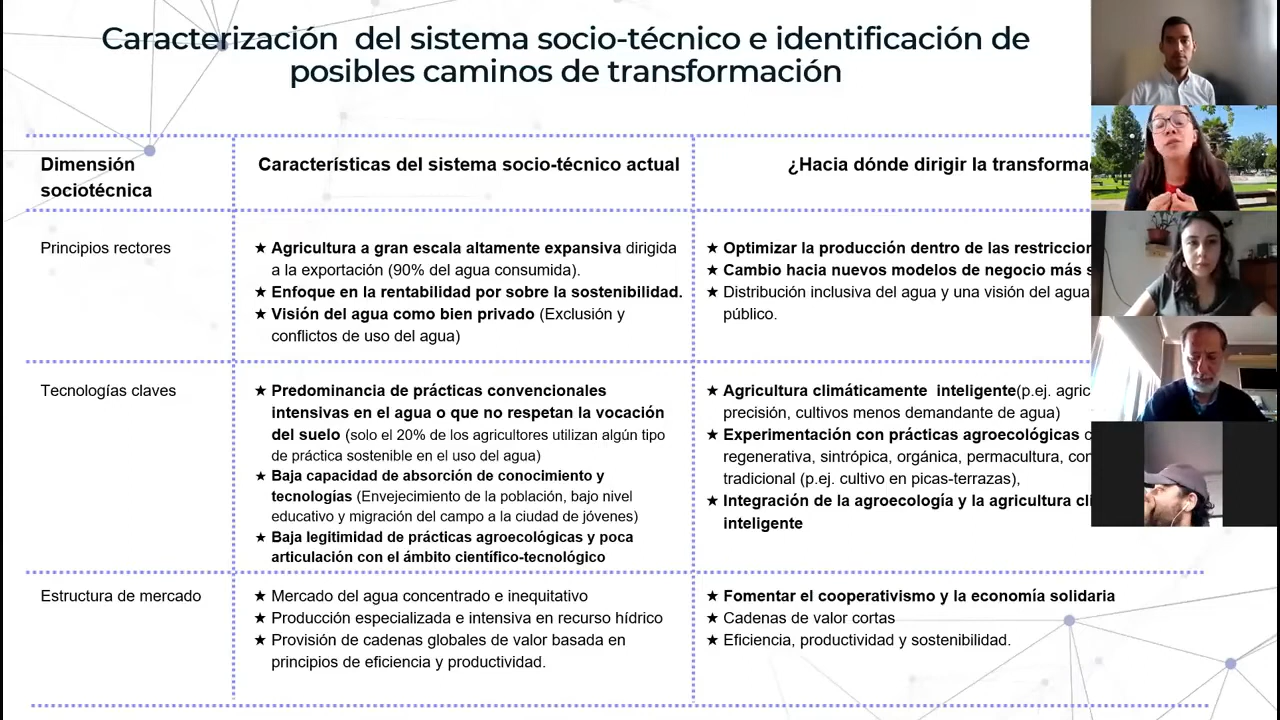 Caracterización del sistema socio-técnico e identificación de
posibles caminos de transformación
Dimensión
sociotécnica
Características del sistema socio-técnico actual
¿Hacia dónde dirigir la
Principios rectores
★ Agricultura a gran escala altamente expansiva dirigida
a la exportación (90% del agua consumida).
★ Enfoque en la rentabilidad por sobre la sostenibilidad.
★ Visión del agua como bien privado (Exclusión y
conflictos de uso del agua)
★ Optimizar la producción dentro de las
★ Cambio hacia nuevos modelos de negocio más
★ Distribución inclusiva del agua y una visión del agua
público.
Tecnologías claves
★ Predominancia de prácticas convencionales
intensivas en el agua o que no respetan la vocación
del suelo (solo el 20% de los agricultores utilizan algún tipo
de práctica sostenible en el uso del agua)
★ Baja capacidad de absorción de conocimiento y
tecnologías (Envejecimiento de la población, bajo nivel
educativo y migración del campo a la ciudad de jóvenes)
★ Baja legitimidad de prácticas agroecológicas y poca
articulación con el ámbito científico-tecnológico
★ Agricultura climáticamente inteligente(p.ej.
precisión, cultivos menos demandante de agua)
★ Experimentación con prácticas agroecológicas
regenerativa, sintrópica, orgánica, permacultura,
tradicional (p.ej. cultivo en picas-terrazas),
★ Integración de la agroecología y la agricultura
inteligente
Estructura de mercado
★ Mercado del agua concentrado e inequitativo
★ Producción especializada e intensiva en recurso hídrico
★ Provisión de cadenas globales de valor basada en
principios de eficiencia y productividad.
★ Fomentar el cooperativismo y la economía solidaria
★ Cadenas de valor cortas
★ Eficiencia, productividad y sostenibilidad.